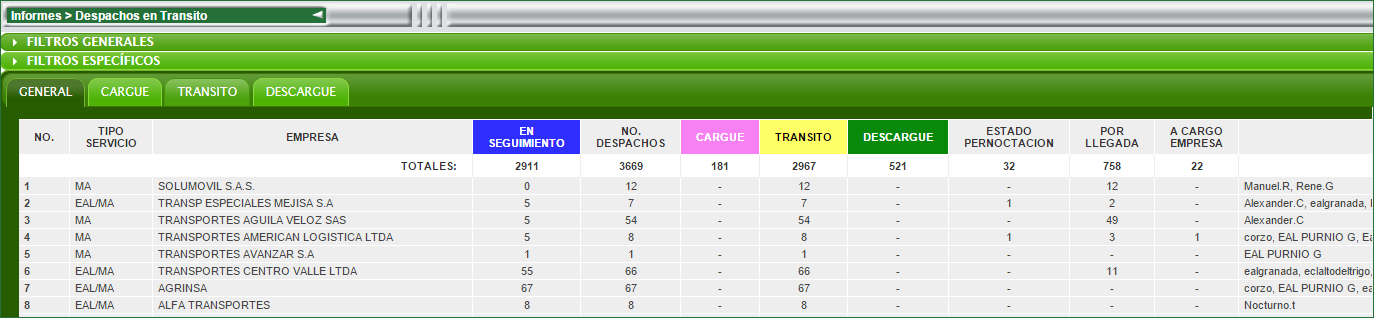 Informes > Despachos en Transito
FILTROS GENERALES
FILTROS ESPECÍFICOS
GENERAL CARGUE TRANSITO DESCARGUE
NO. TIPO SERVICIO EMPRESA EN SEGUIMIENTO NO. DESPACHOS CARGUE TRANSITO DESCARGUE ESTADO PERNOCTACION POR LLEGADA A CARGO EMPRESA
TOTALES: 2911 3669 181 2967 521 32 758 22
1 MA SOLUMOVIL S.A.S. 0 12 - 12 - - 12 - Manuel.R, Rene.G
2 EAL/MA TRANSP ESPECIALES MEJISA S.A 5 7 - 7 - 1 2 - Alexander.C, ealgranada,
3 MA TRANSPORTES AGUILA VELOZ SAS 5 54 - 54 - - 49 - Alexander.C
4 MA TRANSPORTES AMERICAN LOGISTICA LTDA 5 8 - 8 - 1 3 1 corzo, EAL PURNIO G,
5 MA TRANSPORTES AVANZAR S.A 1 1 - 1 - - - - EAL PURNIO G
6 EAL/MA TRANSPORTES CENTRO VALLE LTDA 55 66 - 66 - - 11 - ealgranada, eclaltodeltrigo,
7 EAL/MA AGRINSA 67 67 - 67 - - - - corzo, EAL PURNIO G,
8 EAL/MA ALFA TRANSPORTES 8 8 - 8 - - - - Nocturno.t